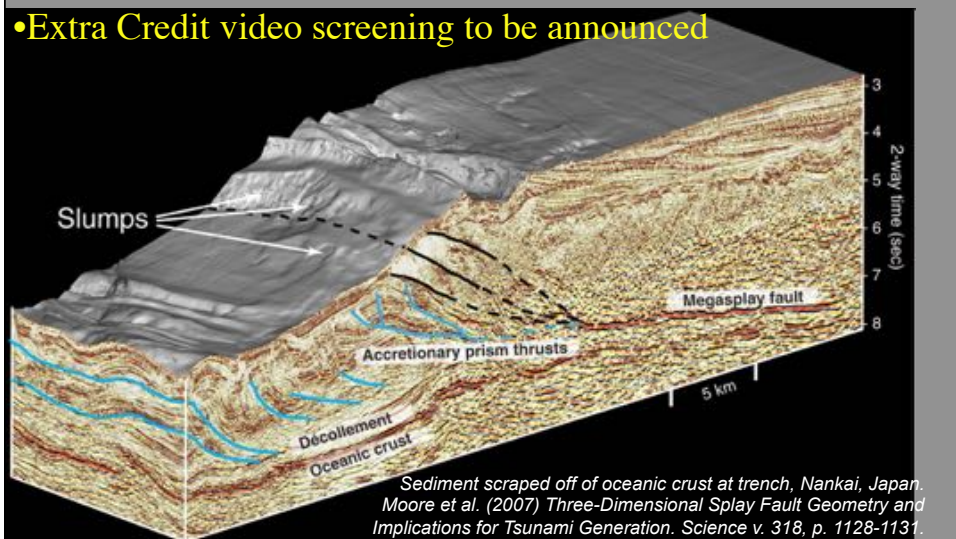 •Extra Credit video screening to be announced
3
4
5
6
7
8
2-way time (sec)
Slumps
Megasplay fault
Accretionary prism thrusts
5 km
Décollement
Oceanic crust
Sediment scraped off of oceanic crust at trench, Nankai, Japan.
Moore et al. (2007) Three-Dimensional Splay Fault Geometry and
Implications for Tsunami Generation. Science v. 318, p. 1128-1131.